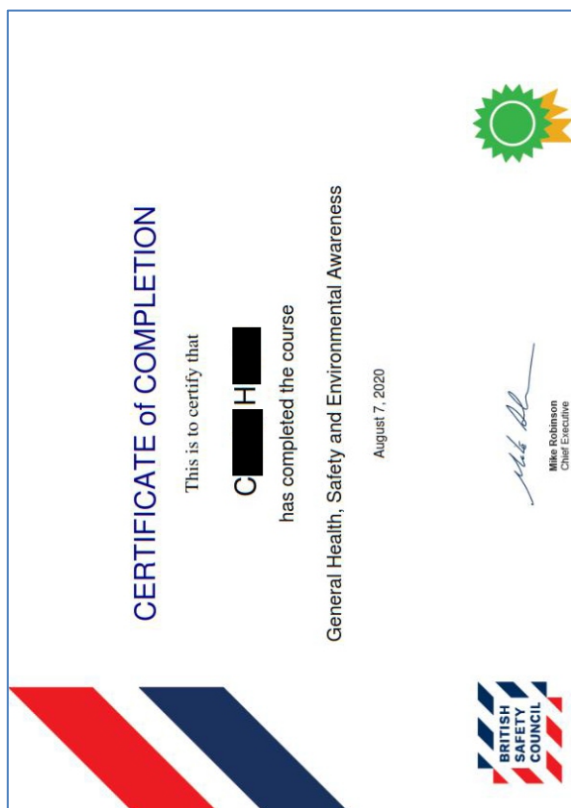 CERTIFICATE of COMPLETION
This is to certify that
C H
has completed the course
General Health, Safety and Environmental Awareness
August 7, 2020
Mike Robinson
Chief Executive
BRITISH
SAFETY
COUNCIL